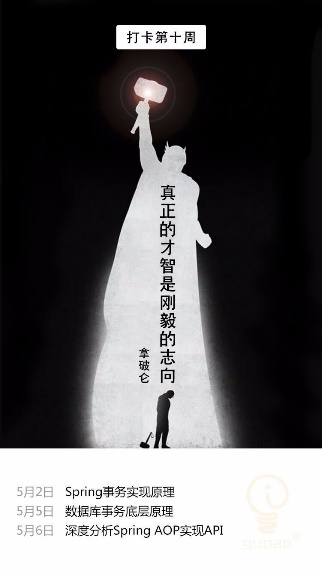 打卡第十周
真正的才智是刚毅的志向
拿破仑
5月2日 Spring事务实现原理
5月5日 数据库事务底层原理
5月6日 深度分析Spring AOP实现API
gupao